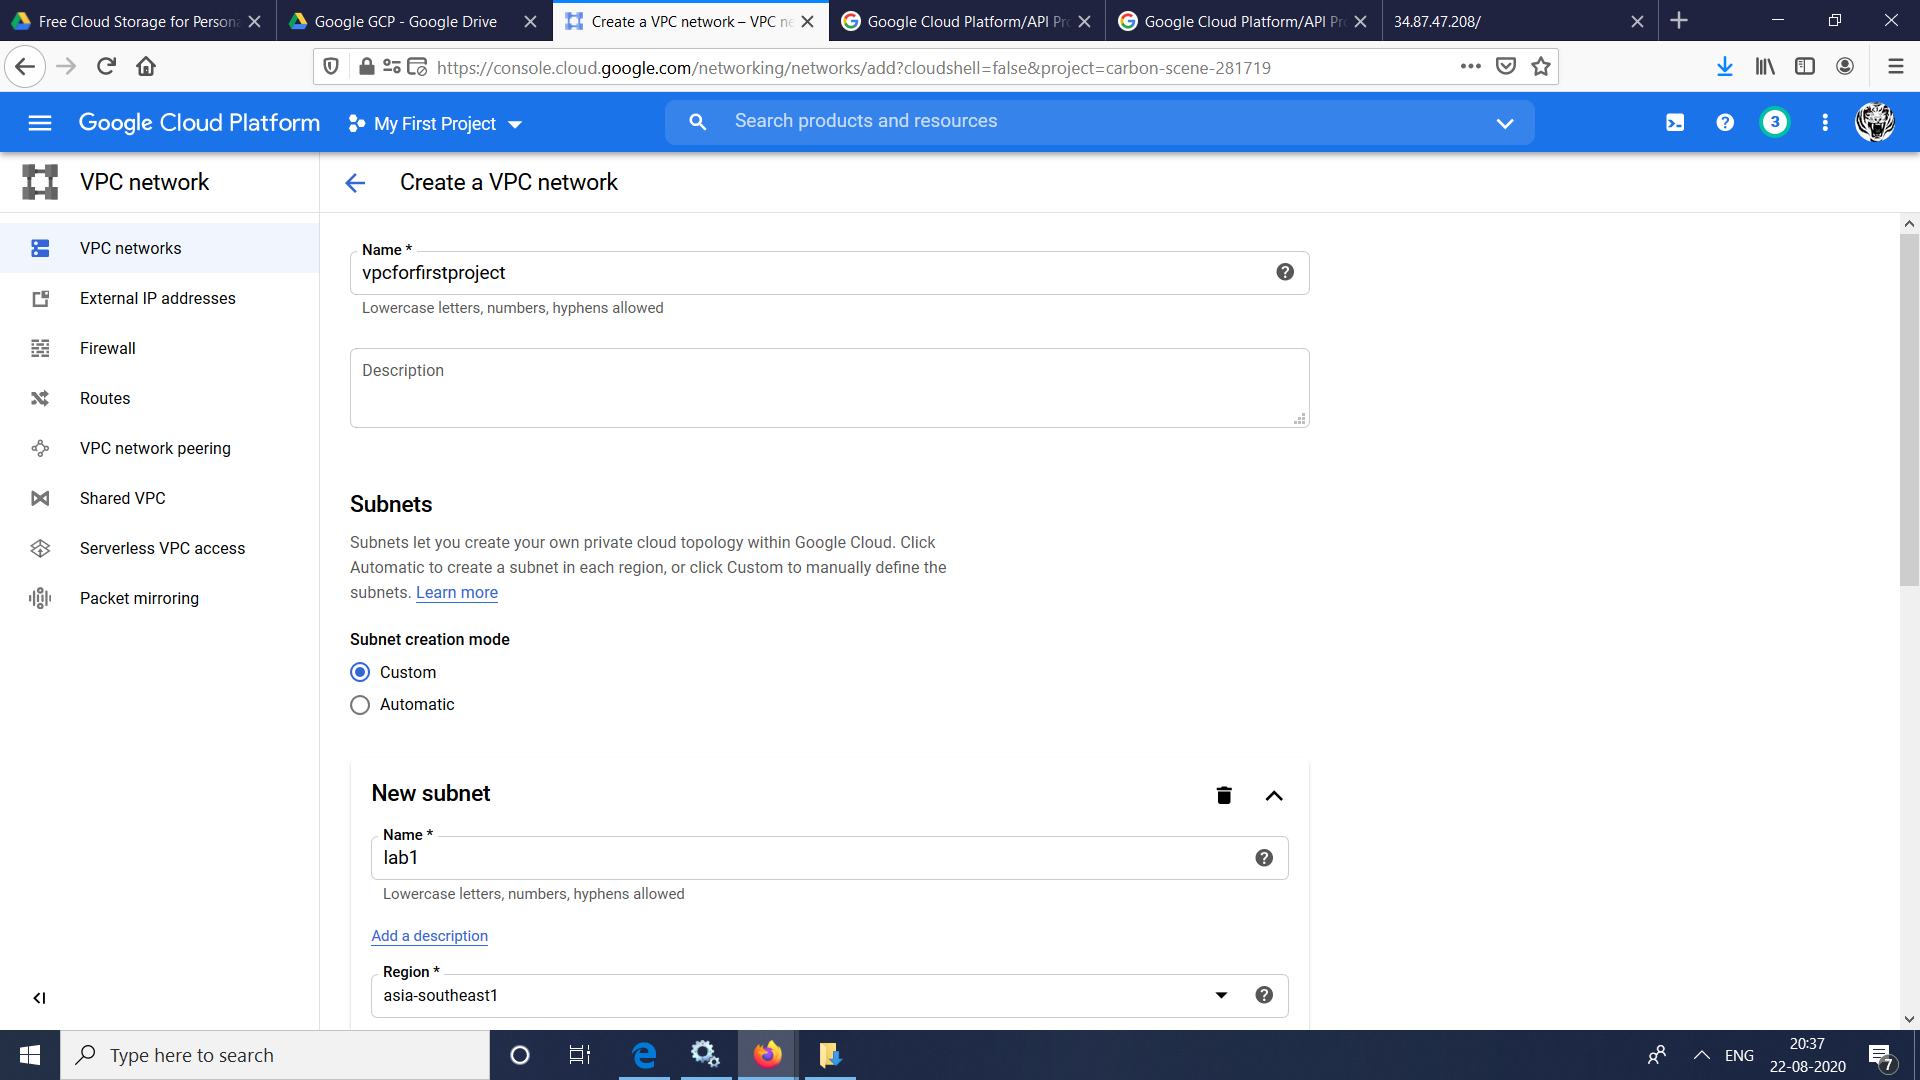 Free Cloud Storage for Persona
Google GCP - Google Drive
Create a VPC network – VPC ne
Google Cloud Platform/API Pr
Google Cloud Platform/API Pr
34.87.47.208/
https://console.cloud.google.com/networking/networks/add?cloudshell=false&project=carbon-scene-281719
Google Cloud Platform
My First Project
Search products and resources
3
VPC network
Create a VPC network
VPC networks
External IP addresses
Firewall
Routes
VPC network peering
Shared VPC
Serverless VPC access
Packet mirroring
Name *
vpcforfirstproject
Lowercase letters, numbers, hyphens allowed
Description
Subnets
Subnets let you create your own private cloud topology within Google Cloud. Click
Automatic to create a subnet in each region, or click Custom to manually define the
subnets. Learn more
Subnet creation mode
Custom
Automatic
New subnet
Name *
lab1
Lowercase letters, numbers, hyphens allowed
Add a description
Region *
asia-southeast1
Type here to search
ENG
20:37
22-08-2020
7